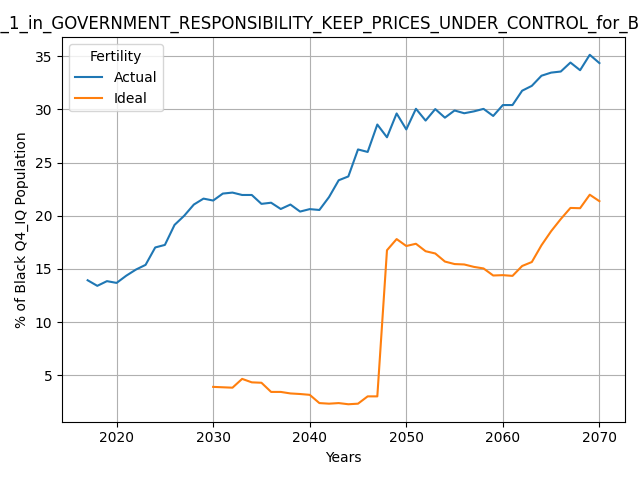 _1_in_GOVERNMENT_RESPONSIBILITY_KEEP_PRICES_UNDER_CONTROL_for_B
Fertility
Actual
Ideal
% of Black Q4_IQ Population
35
30
25
20
15
10
5
2020 2030 2040 2050 2060 2070
Years